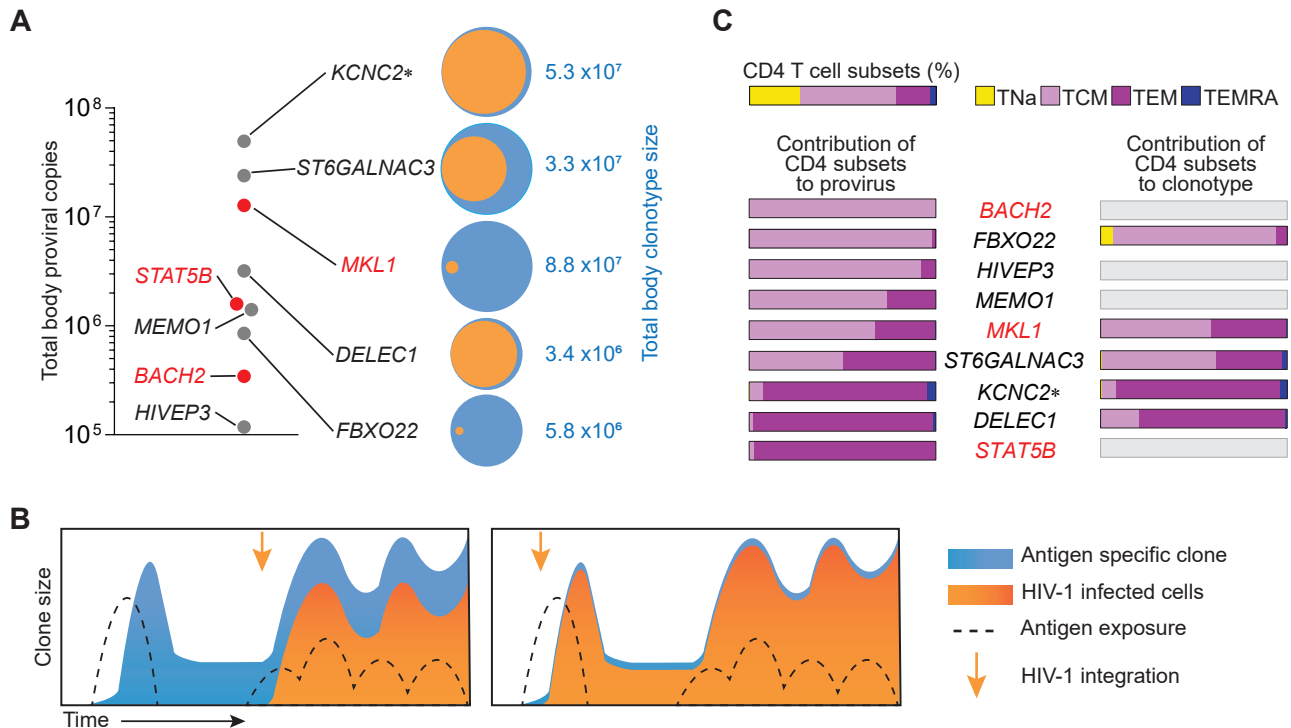 A
Total body proviral copies
10⁸
10⁷
10⁶
10⁵
KCNC2*
ST6GALNAC3
MKL1
STAT5B
MEMO1
DELEC1
BACH2
HIVEP3
FBXO22
5.3 x10⁷
3.3 x10⁷
8.8 x10⁷
3.4 x10⁶
5.8 x10⁶
Total body clonotype size
C
CD4 T cell subsets (%)
TNa TCM TEM TEMRA
Contribution of
CD4 subsets
to provirus
Contribution of
CD4 subsets
to clonotype
BACH2
FBXO22
HIVEP3
MEMO1
MKL1
ST6GALNAC3
KCNC2*
DELEC1
STAT5B
B
Clone size
Time
Antigen specific clone
HIV-1 infected cells
Antigen exposure
HIV-1 integration